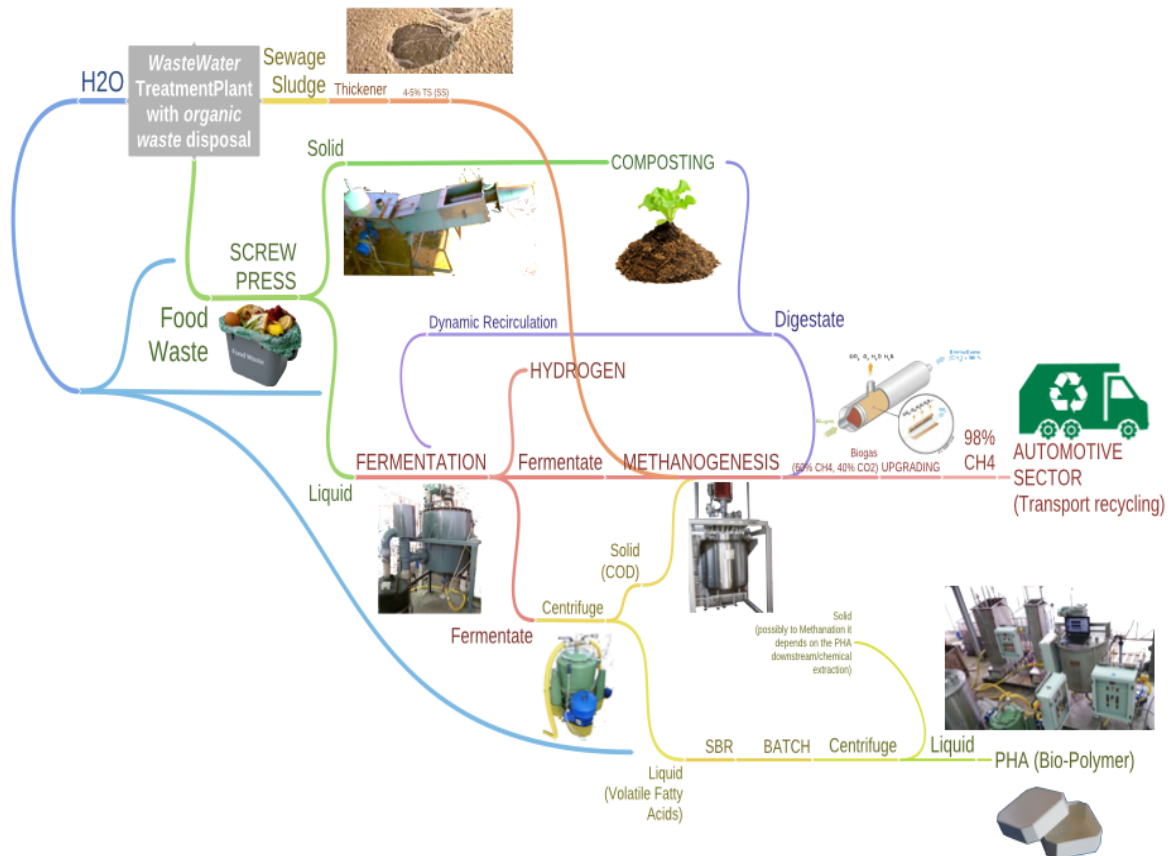 WasteWater
TreatmentPlant
with organic
waste disposal
H2O
Sewage
Sludge
Thickener
4-5% TS (SS)
Solid
COMPOSTING
SCREW
PRESS
Food
Waste
Food Waste
Dynamic Recirculation
Digestate
HYDROGEN
FERMENTATION
Fermentate
METHANOGENESIS
Liquid
Biogas
(60% CH4, 40% CO2)
UPGRADING
98%
CH4
AUTOMOTIVE
SECTOR
(Transport recycling)
Solid
(COD)
Centrifuge
Fermentate
Solid
(possibly to Methanation it
depends on the PHA
downstream/chemical
extraction)
Liquid
(Volatile Fatty
Acids)
SBR
BATCH
Centrifuge
Liquid
PHA (Bio-Polymer)